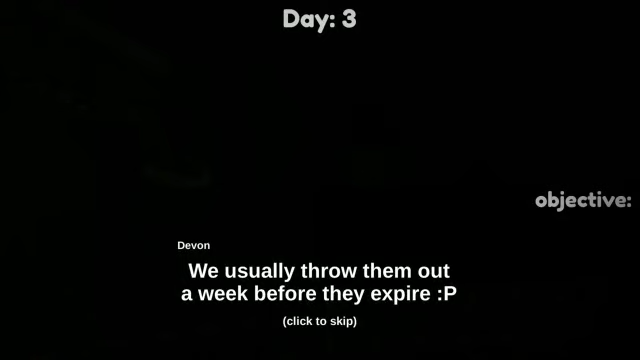 Day: 3
objective:
Devon
We usually throw them out
a week before they expire :P
(click to skip)